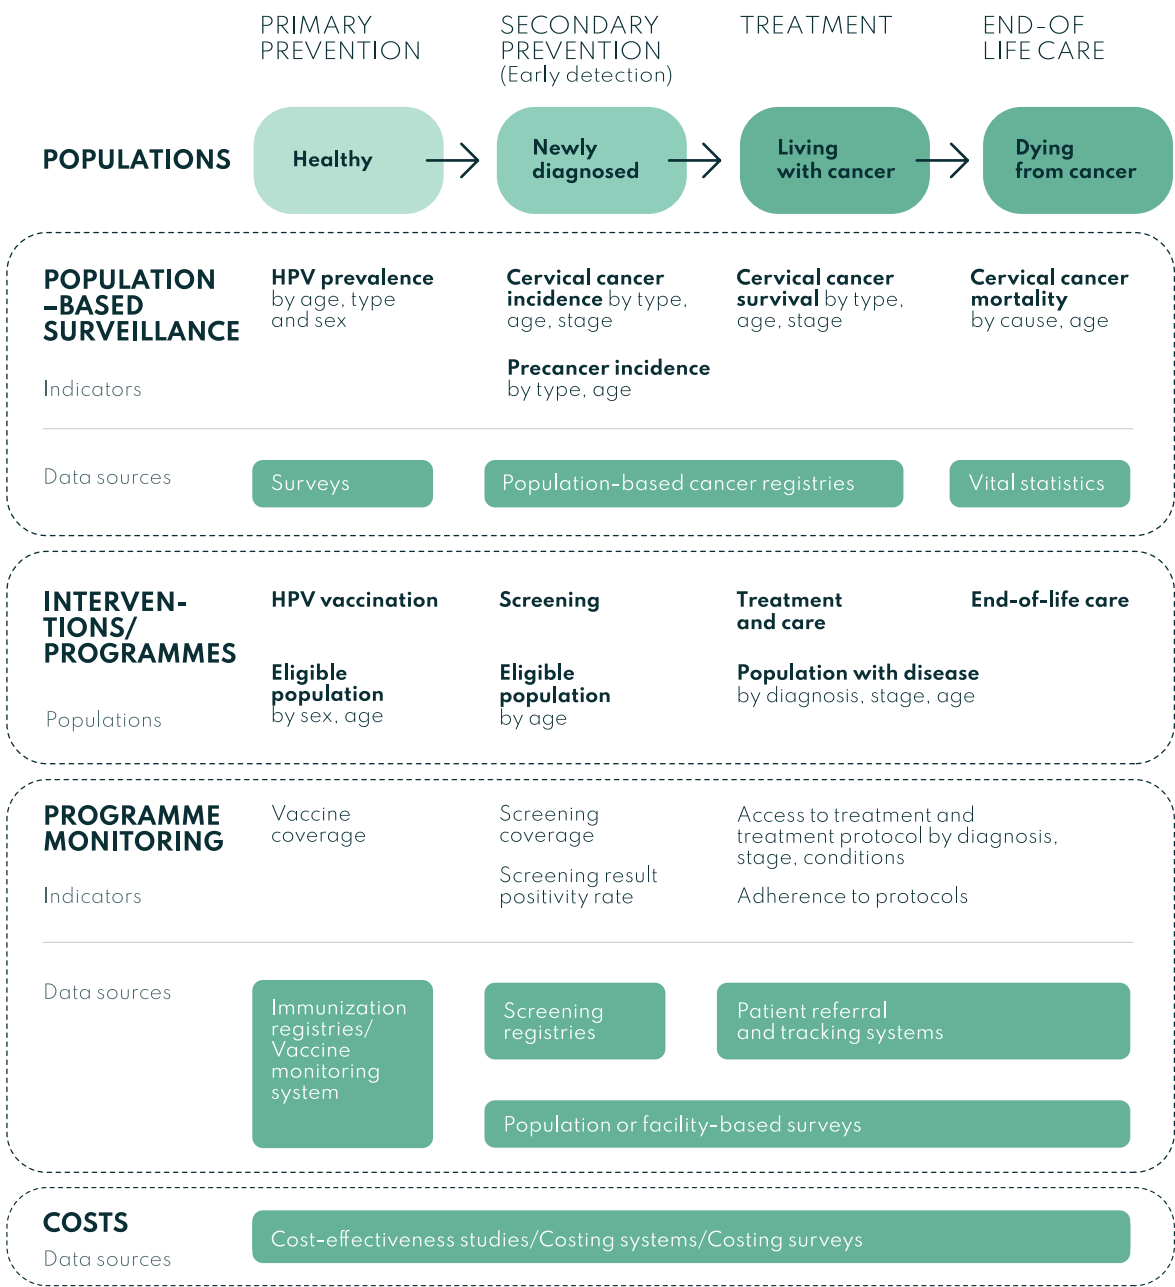 PRIMARY
PREVENTION
SECONDARY
PREVENTION
(Early detection)
TREATMENT
END-OF
LIFE CARE
POPULATIONS
Healthy
Newly
diagnosed
Living
with cancer
Dying
from cancer
POPULATION
-BASED
SURVEILLANCE
Indicators
HPV prevalence
by age, type
and sex
Cervical cancer
incidence by type,
age, stage
Precancer incidence
by type, age
Cervical cancer
survival by type,
age, stage
Cervical cancer
mortality
by cause, age
Data sources
Surveys
Population-based cancer registries
Vital statistics
INTERVEN-
TIONS/
PROGRAMMES
Populations
HPV vaccination
Eligible
population
by sex, age
Screening
Eligible
population
by age
Treatment
and care
End-of-life care
Population with disease
by diagnosis, stage, age
PROGRAMME
MONITORING
Indicators
Vaccine
coverage
Screening
coverage
Screening result
positivity rate
Access to treatment and
treatment protocol by diagnosis,
stage, conditions
Adherence to protocols
Data sources
Immunization
registries/
Vaccine
monitoring
system
Screening
registries
Patient referral
and tracking systems
Population or facility-based surveys
COSTS
Data sources
Cost-effectiveness studies/Costing systems/Costing surveys